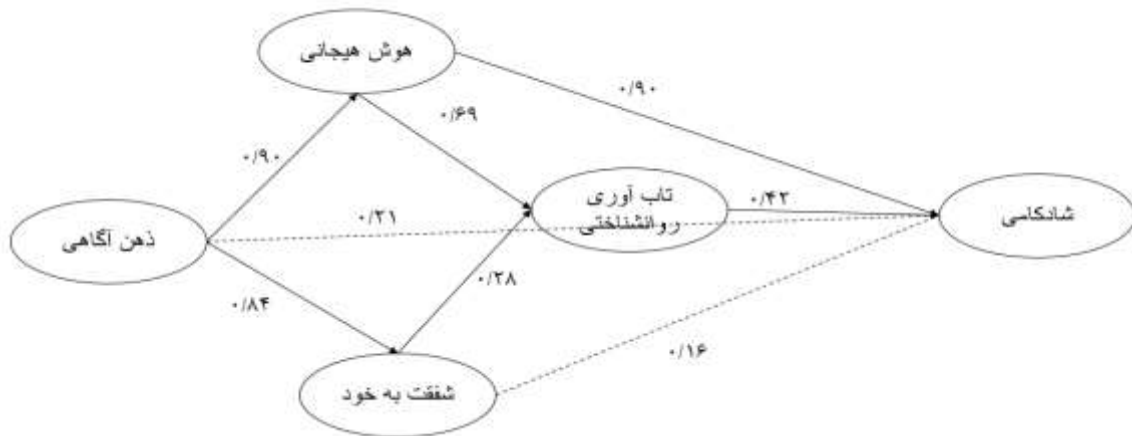 هوش هیجانی
۰/۹۰
۰/۶۹
۰/۹۰
تاب آوری
روانشناختی
۰/۴۲
شادکامی
۰/۲۱
ذهن آگاهی
۰/۲۸
۰/۸۴
۰/۱۶
شفقت به خود